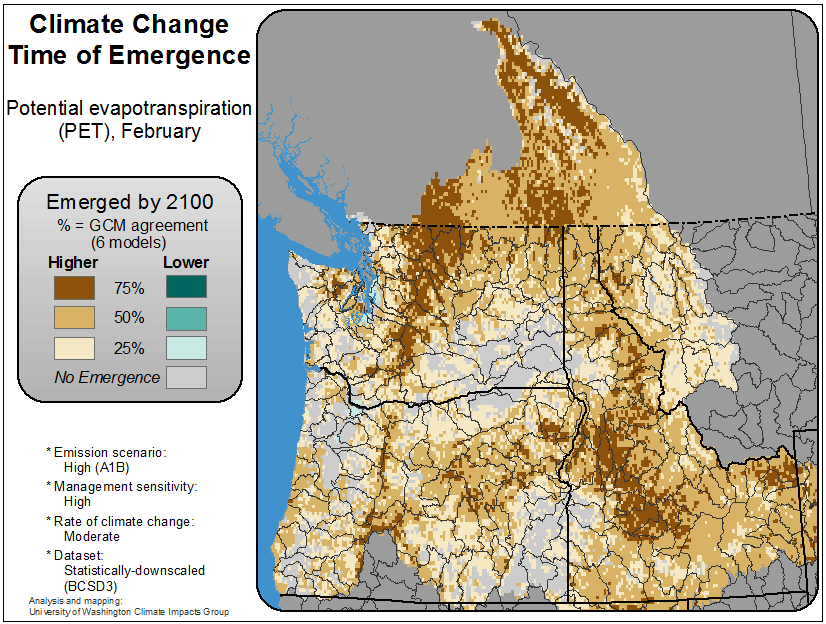 Climate Change
Time of Emergence
Potential evapotranspiration
(PET), February
Emerged by 2100
% = GCM agreement
(6 models)
Higher Lower
75%
50%
25%
No Emergence
* Emission scenario:
High (A1B)
* Management sensitivity:
High
* Rate of climate change:
Moderate
* Dataset:
Statistically-downscaled
(BCSD3)
Analysis and mapping:
University of Washington Climate Impacts Group